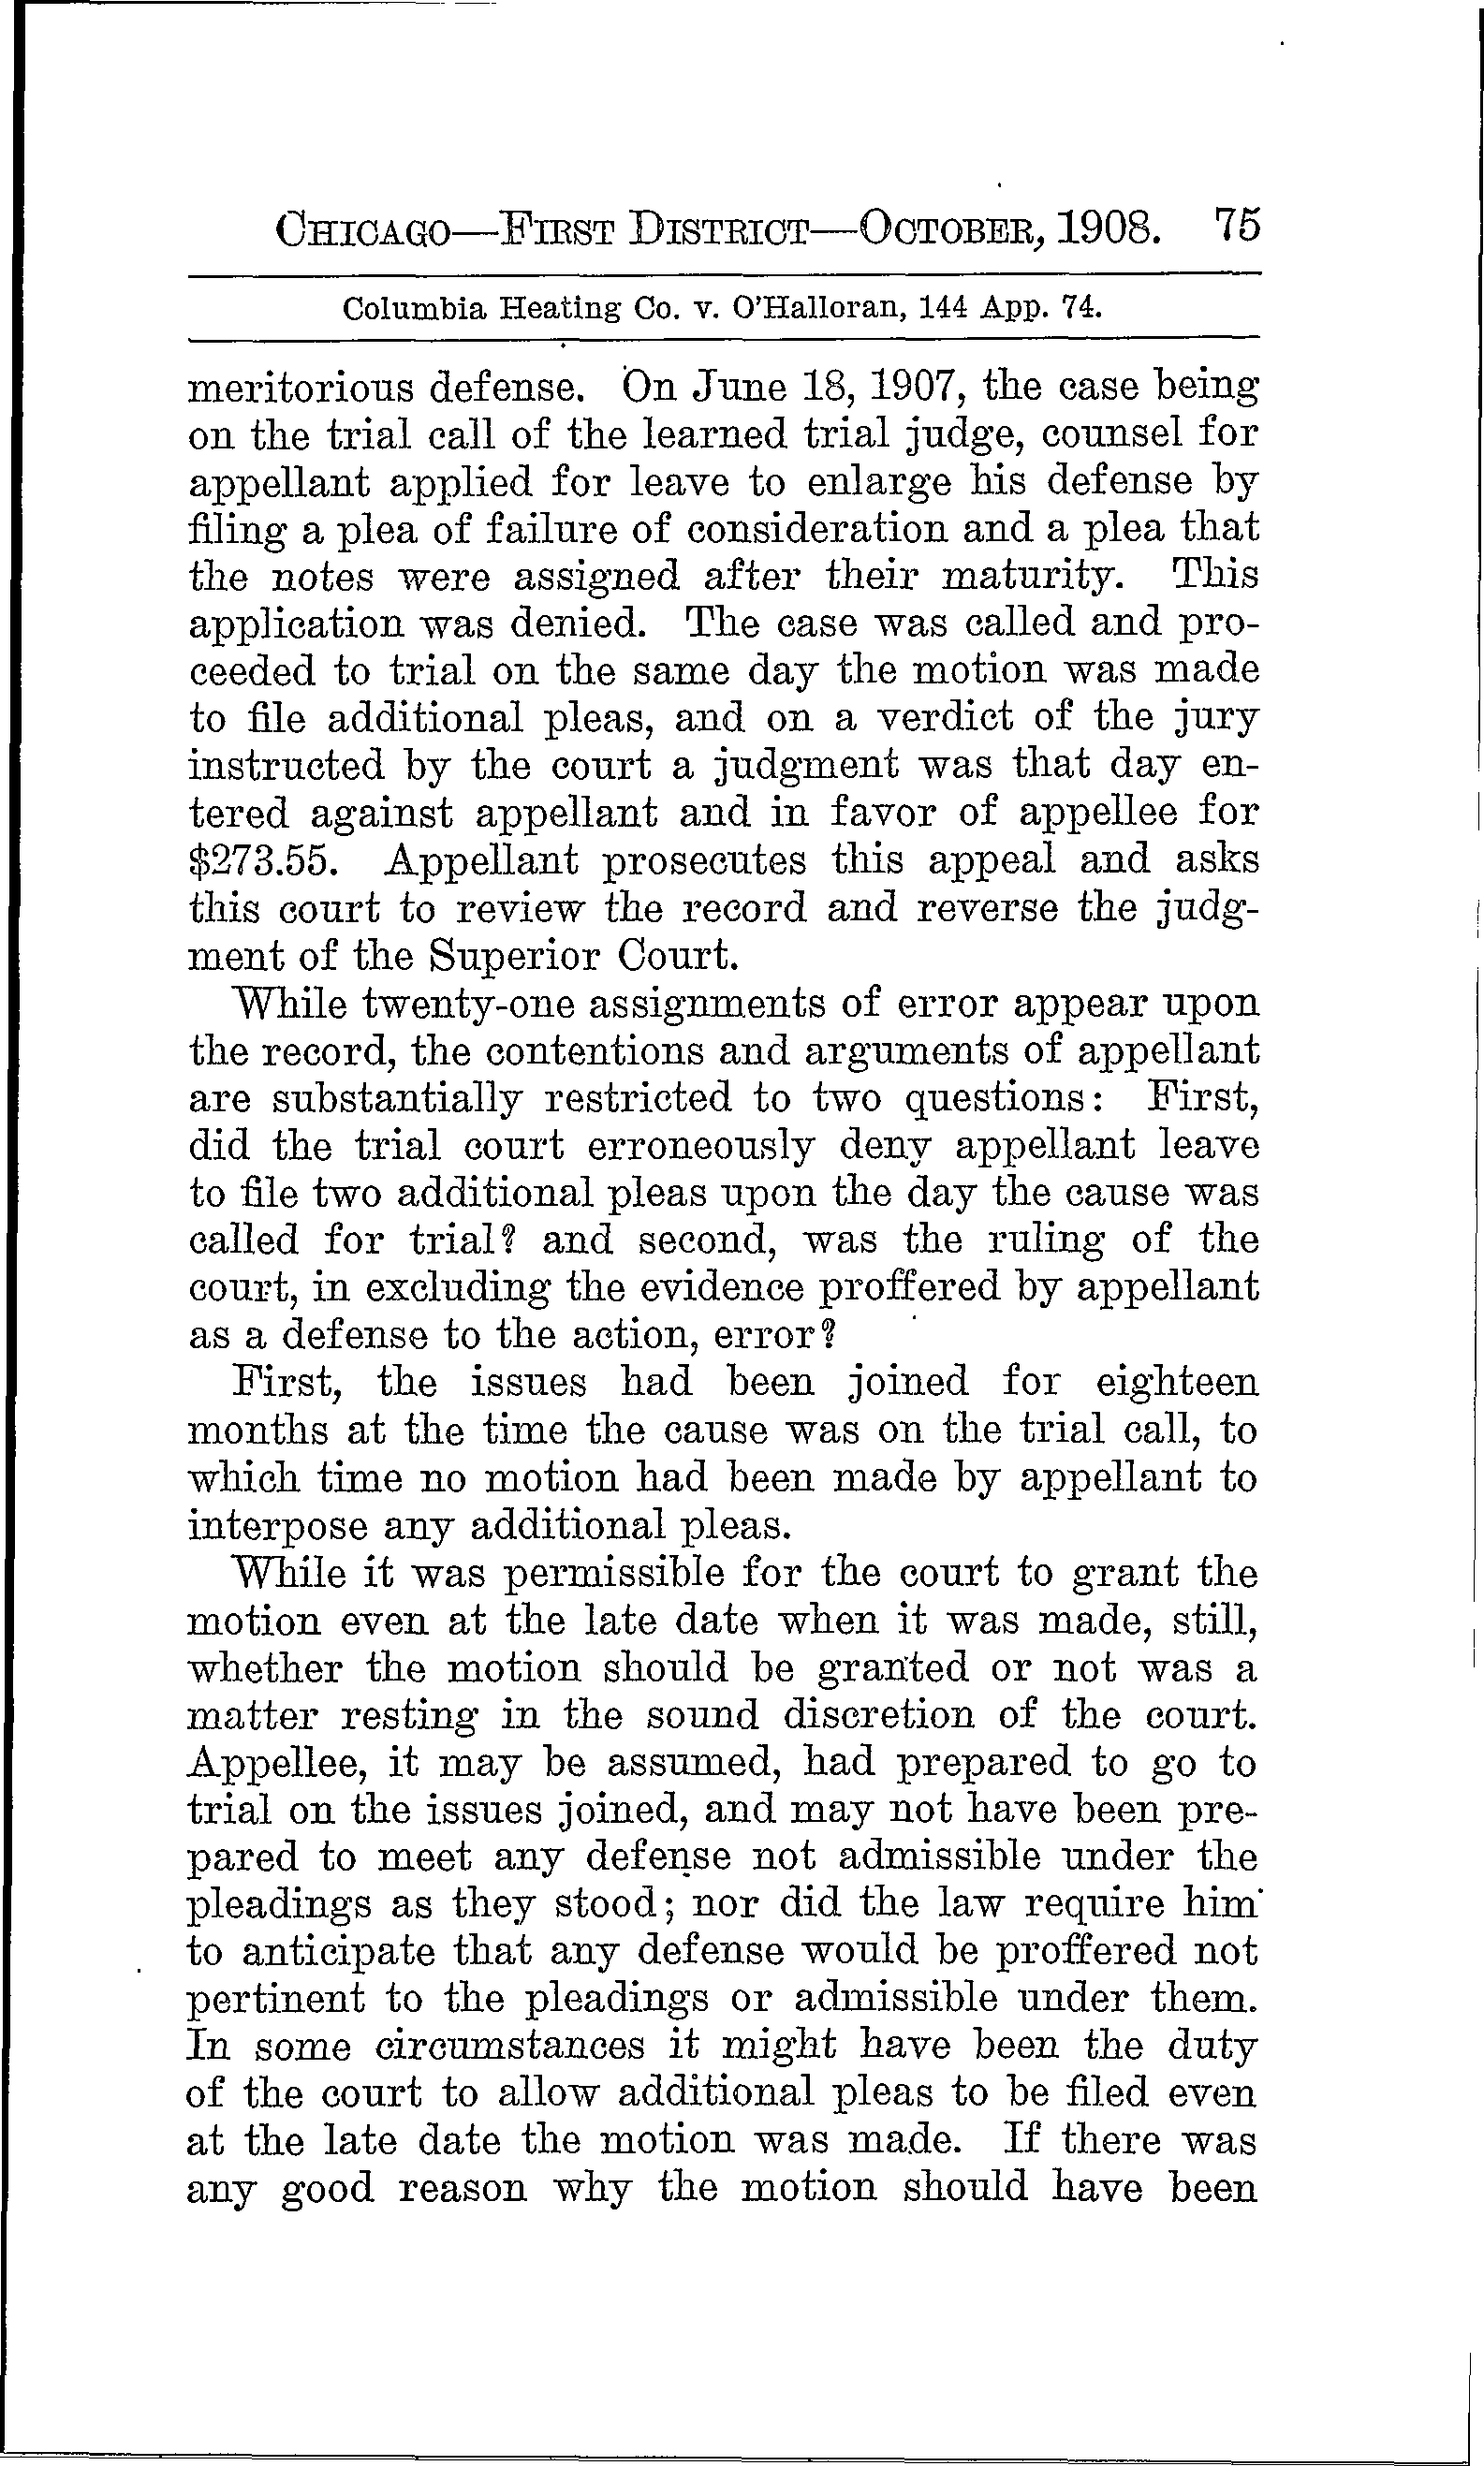 CHICAGO—FIRST DISTRICT—OCTOBER, 1908. 75
Columbia Heating Co. v. O'Halloran, 144 App. 74.
meritorious defense. On June 18, 1907, the case being
on the trial call of the learned trial judge, counsel for
appellant applied for leave to enlarge his defense by
filing a plea of failure of consideration and a plea that
the notes were assigned after their maturity. This
application was denied. The case was called and pro-
ceeded to trial on the same day the motion was made
to file additional pleas, and on a verdict of the jury
instructed by the court a judgment was that day en-
tered against appellant and in favor of appellee for
$273.55. Appellant prosecutes this appeal and asks
this court to review the record and reverse the judg-
ment of the Superior Court.
While twenty-one assignments of error appear upon
the record, the contentions and arguments of appellant
are substantially restricted to two questions: First,
did the trial court erroneously deny appellant leave
to file two additional pleas upon the day the cause was
called for trial? and second, was the ruling of the
court, in excluding the evidence proffered by appellant
as a defense to the action, error?
First, the issues had been joined for eighteen
months at the time the cause was on the trial call, to
which time no motion had been made by appellant to
interpose any additional pleas.
While it was permissible for the court to grant the
motion even at the late date when it was made, still,
whether the motion should be granted or not was a
matter resting in the sound discretion of the court.
Appellee, it may be assumed, had prepared to go to
trial on the issues joined, and may not have been pre-
pared to meet any defense not admissible under the
pleadings as they stood; nor did the law require him
to anticipate that any defense would be proffered not
pertinent to the pleadings or admissible under them.
In some circumstances it might have been the duty
of the court to allow additional pleas to be filed even
at the late date the motion was made. If there was
any good reason why the motion should have been